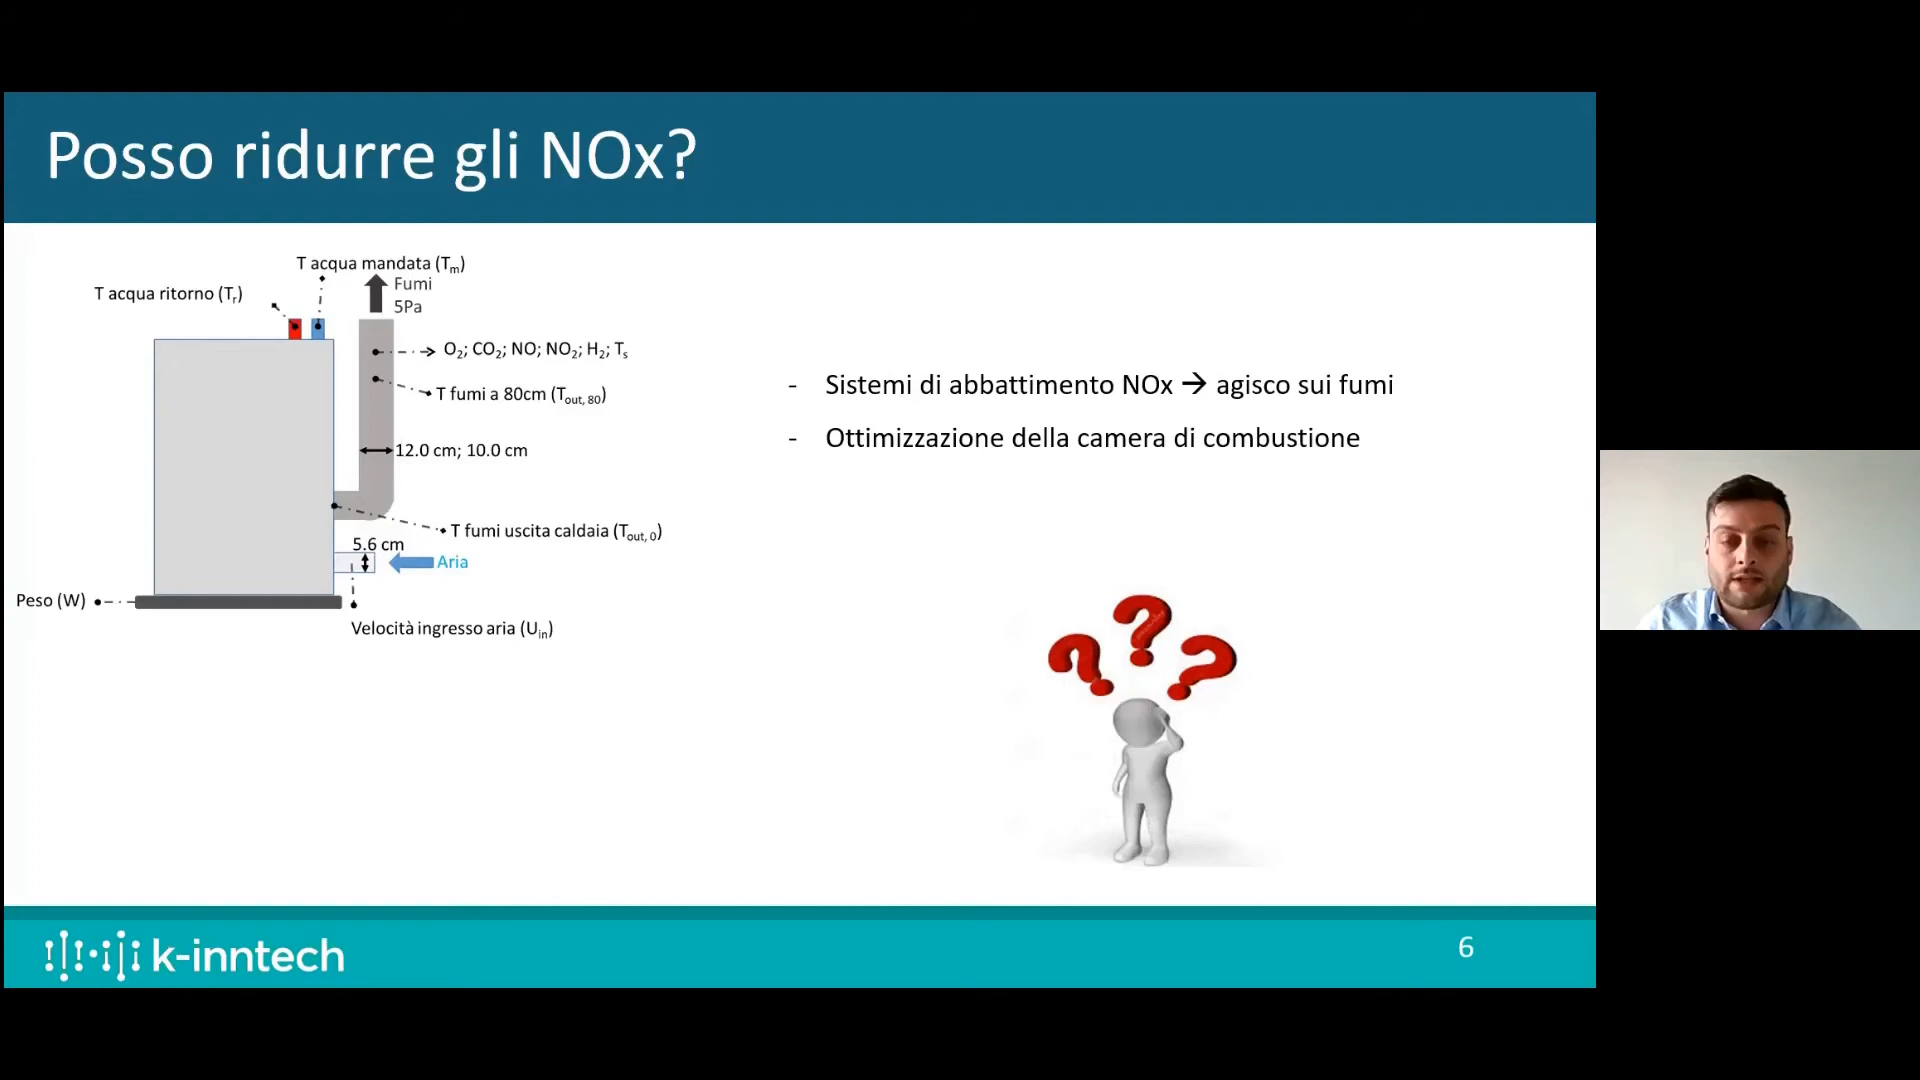 Posso ridurre gli NOx?
T acqua mandata (Tm)
T acqua ritorno (Tr)
Fumi
5Pa
O2; CO2; NO; NO2; H2; Ts
T fumi a 80cm (Tout, 80)
12.0 cm; 10.0 cm
T fumi uscita caldaia (Tout, 0)
5.6 cm
Aria
Peso (W)
Velocità ingresso aria (Uin)
- Sistemi di abbattimento NOx → agisco sui fumi
- Ottimizzazione della camera di combustione
k-inntech
6